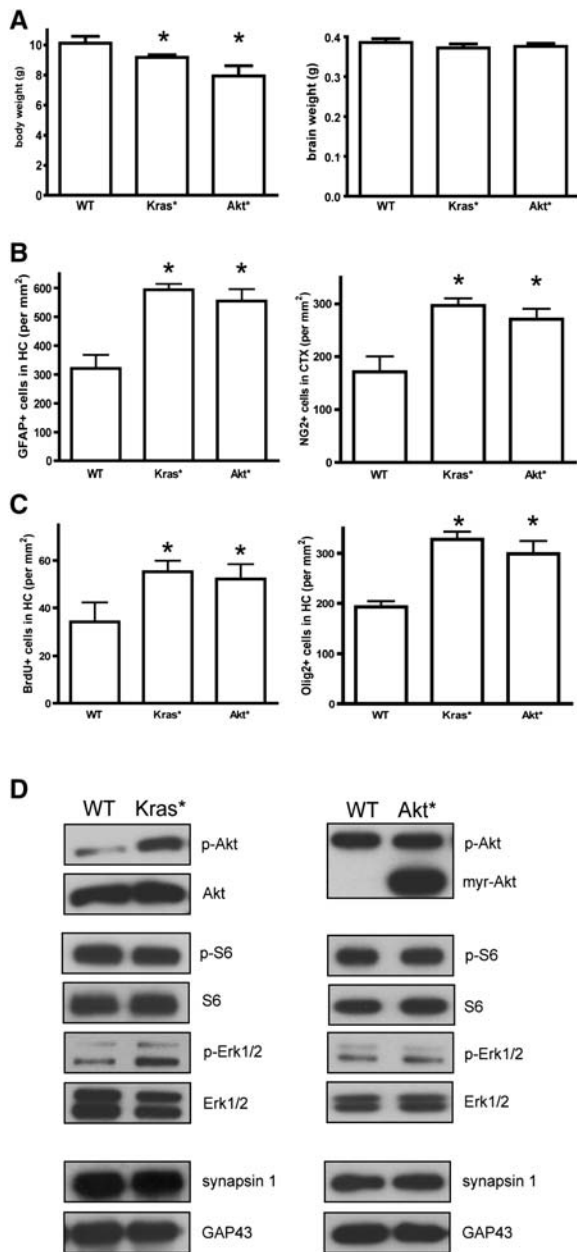 A
body weight (g)
10
8
6
4
2
0
*
*
WT
Kras*
Akt*
brain weight (g)
0.4
0.3
0.2
0.1
0.0
WT
Kras*
Akt*
B
GFAP+ cells in HC (per mm²)
600
500
400
300
200
100
0
*
*
WT
Kras*
Akt*
NG2+ cells in CTX (per mm²)
300
200
100
0
*
*
WT
Kras*
Akt*
C
BrdU+ cells in HC (per mm²)
60
40
20
0
*
*
WT
Kras*
Akt*
Olig2+ cells in HC (per mm²)
300
200
100
0
*
*
WT
Kras*
Akt*
D
WT Kras*
p-Akt
Akt
p-S6
S6
p-Erk1/2
Erk1/2
synapsin 1
GAP43
WT Akt*
p-Akt
myr-Akt
p-S6
S6
p-Erk1/2
Erk1/2
synapsin 1
GAP43